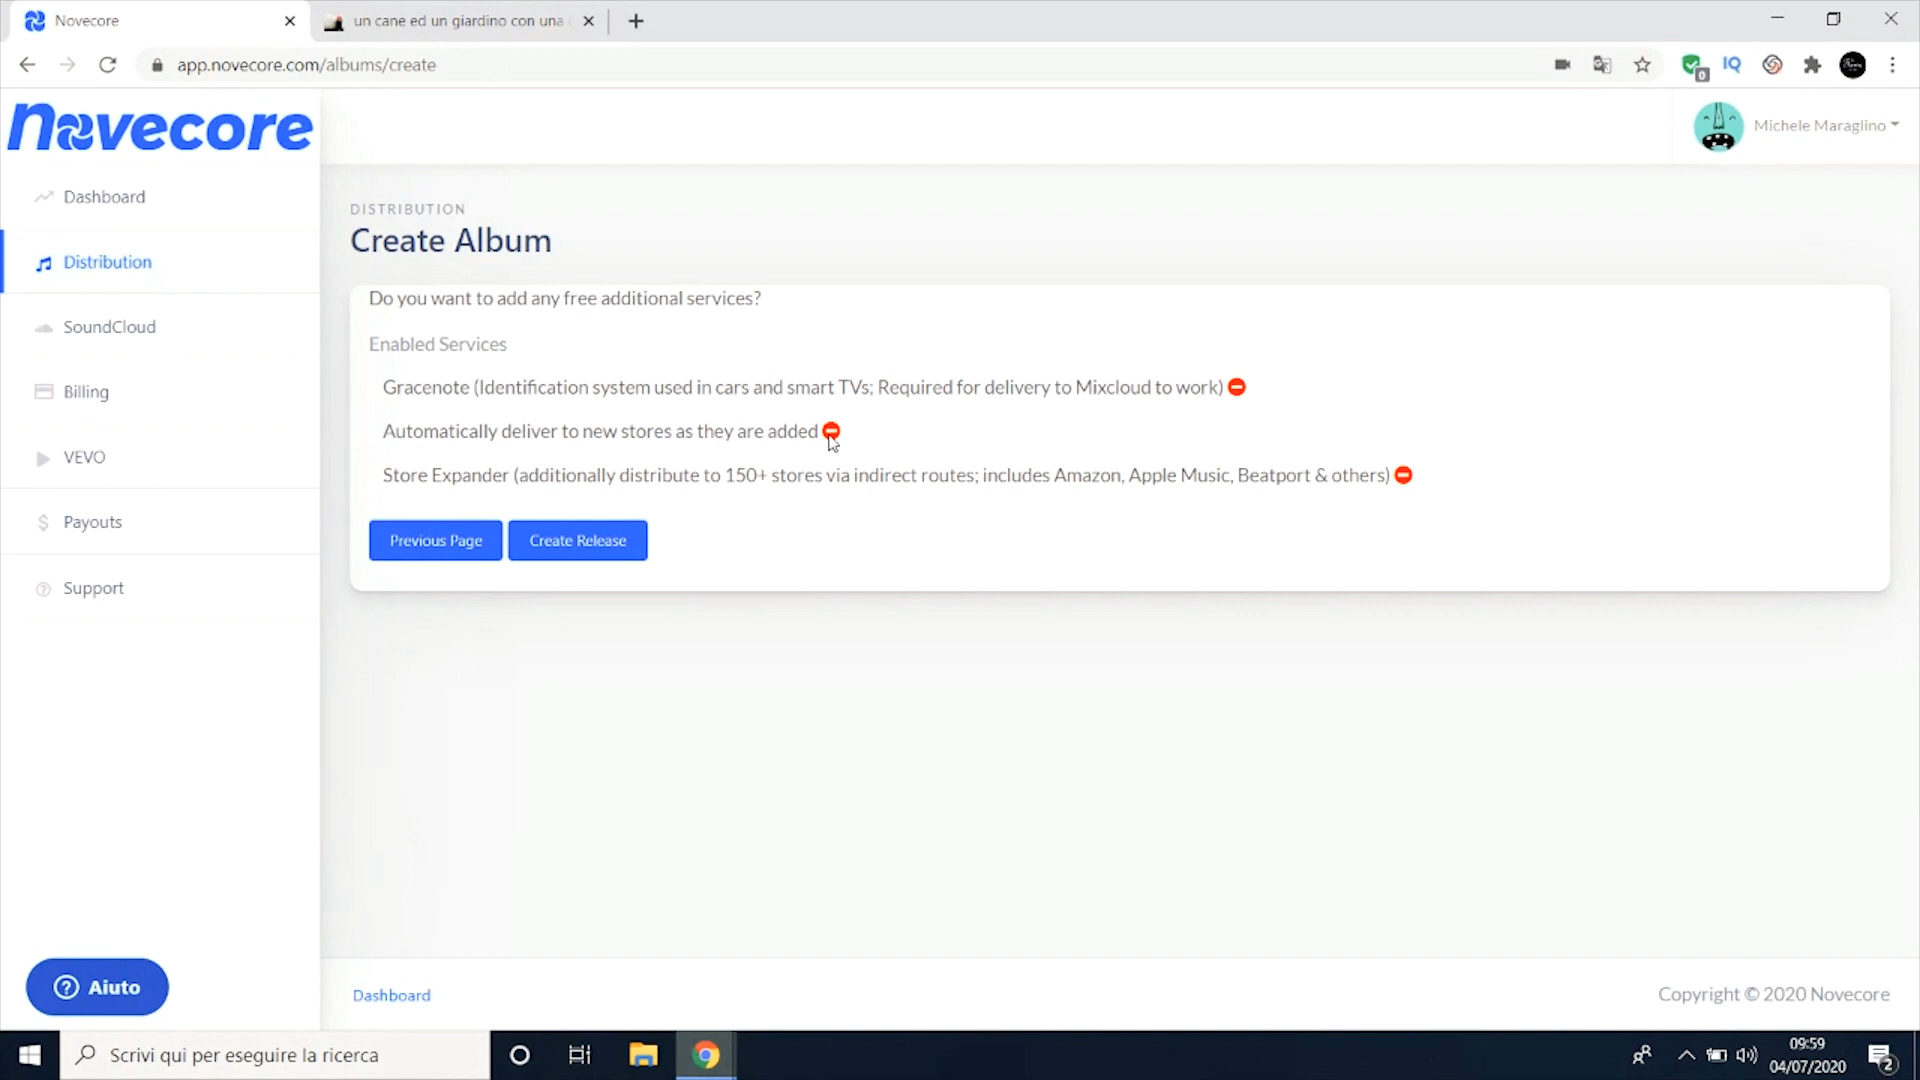 Novecore
un cane ed un giardino con una
app.novecore.com/albums/create
0
IQ
Novecore
Michele Maraglino
Dashboard
Distribution
SoundCloud
Billing
VEVO
Payouts
Support
DISTRIBUTION
Create Album
Do you want to add any free additional services?
Enabled Services
Gracenote (Identification system used in cars and smart TVs; Required for delivery to Mixcloud to work)
Automatically deliver to new stores as they are added
Store Expander (additionally distribute to 150+ stores via indirect routes; includes Amazon, Apple Music, Beatport & others)
Previous Page
Create Release
Aiuto
Dashboard
Copyright © 2020 Novecore
Scrivi qui per eseguire la ricerca
09:59
04/07/2020
2